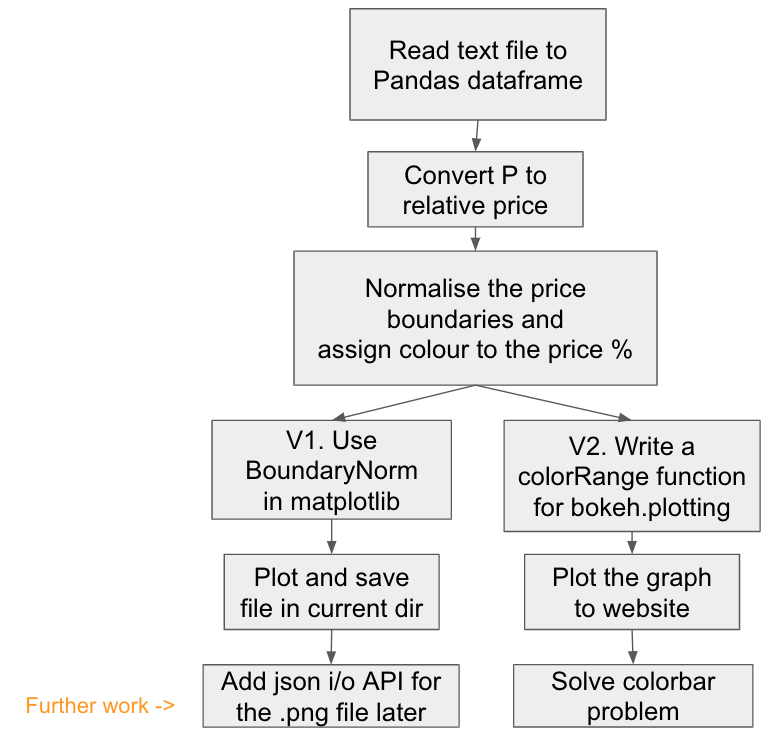 Read text file to
Pandas dataframe
Convert P to
relative price
Normalise the price
boundaries and
assign colour to the price %
V1. Use
BoundaryNorm
in matplotlib
V2. Write a
colorRange function
for bokeh.plotting
Plot and save
file in current dir
Plot the graph
to website
Further work ->
Add json i/o API for
the .png file later
Solve colorbar
problem